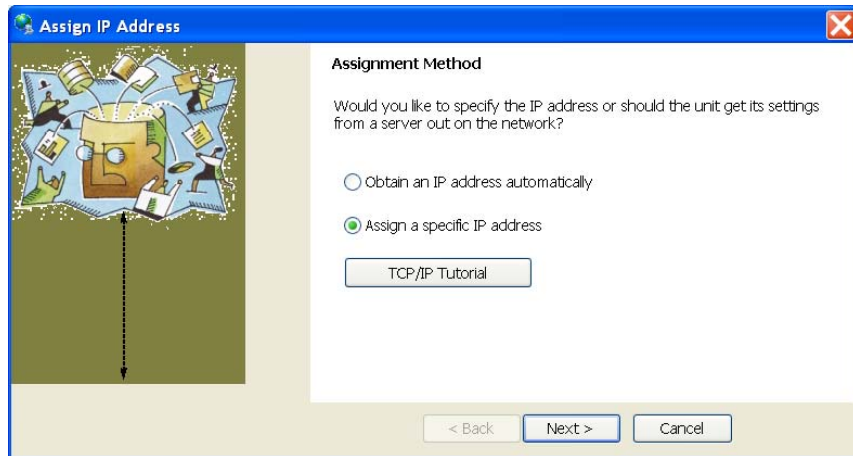 Assign IP Address
Assignment Method
Would you like to specify the IP address or should the unit get its settings
from a server out on the network?
Obtain an IP address automatically
Assign a specific IP address
TCP/IP Tutorial
< Back
Next >
Cancel